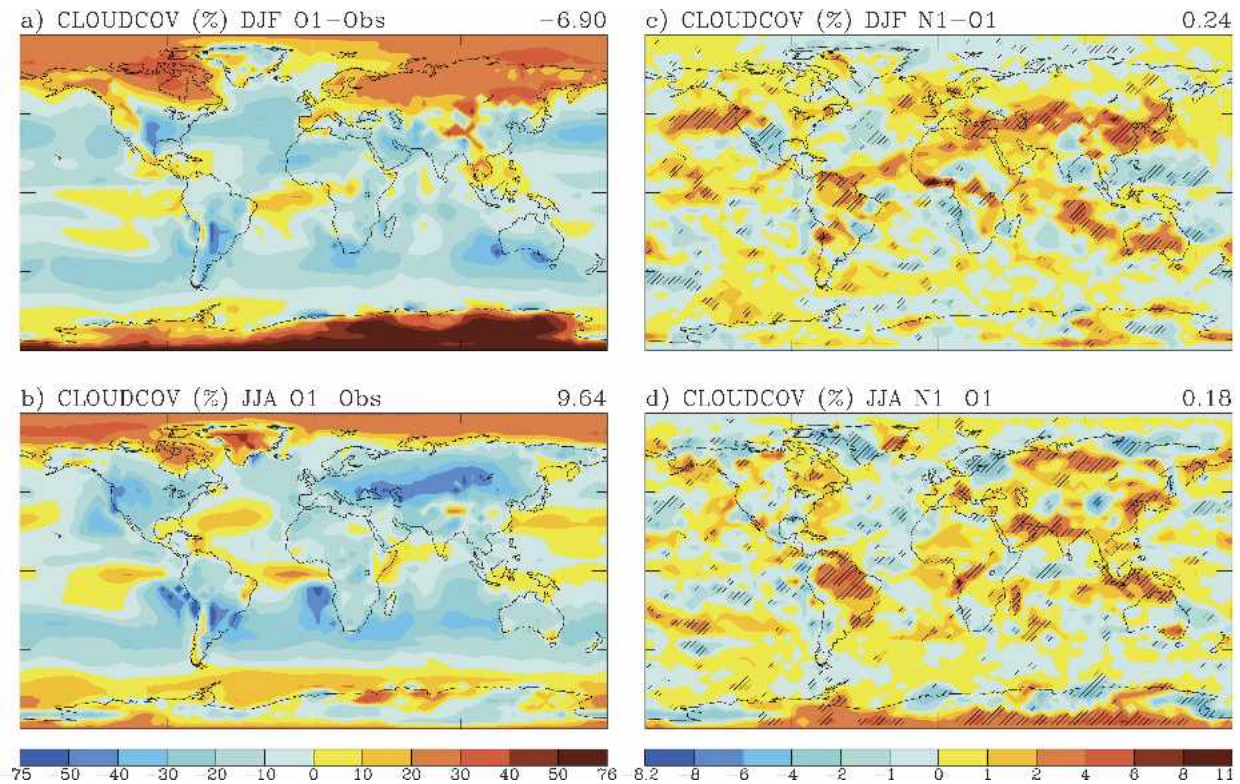 a) CLOUDCOV (%) DJF O1-Obs -6.90
c) CLOUDCOV (%) DJF N1-O1 0.24
b) CLOUDCOV (%) JJA O1 Obs 9.64
d) CLOUDCOV (%) JJA N1 O1 0.18
75 -50 40 30 20 -10 0 10 20 30 40 50 76
-8.2 -8 6 -4 2 -1 0 1 2 4 6 8 11